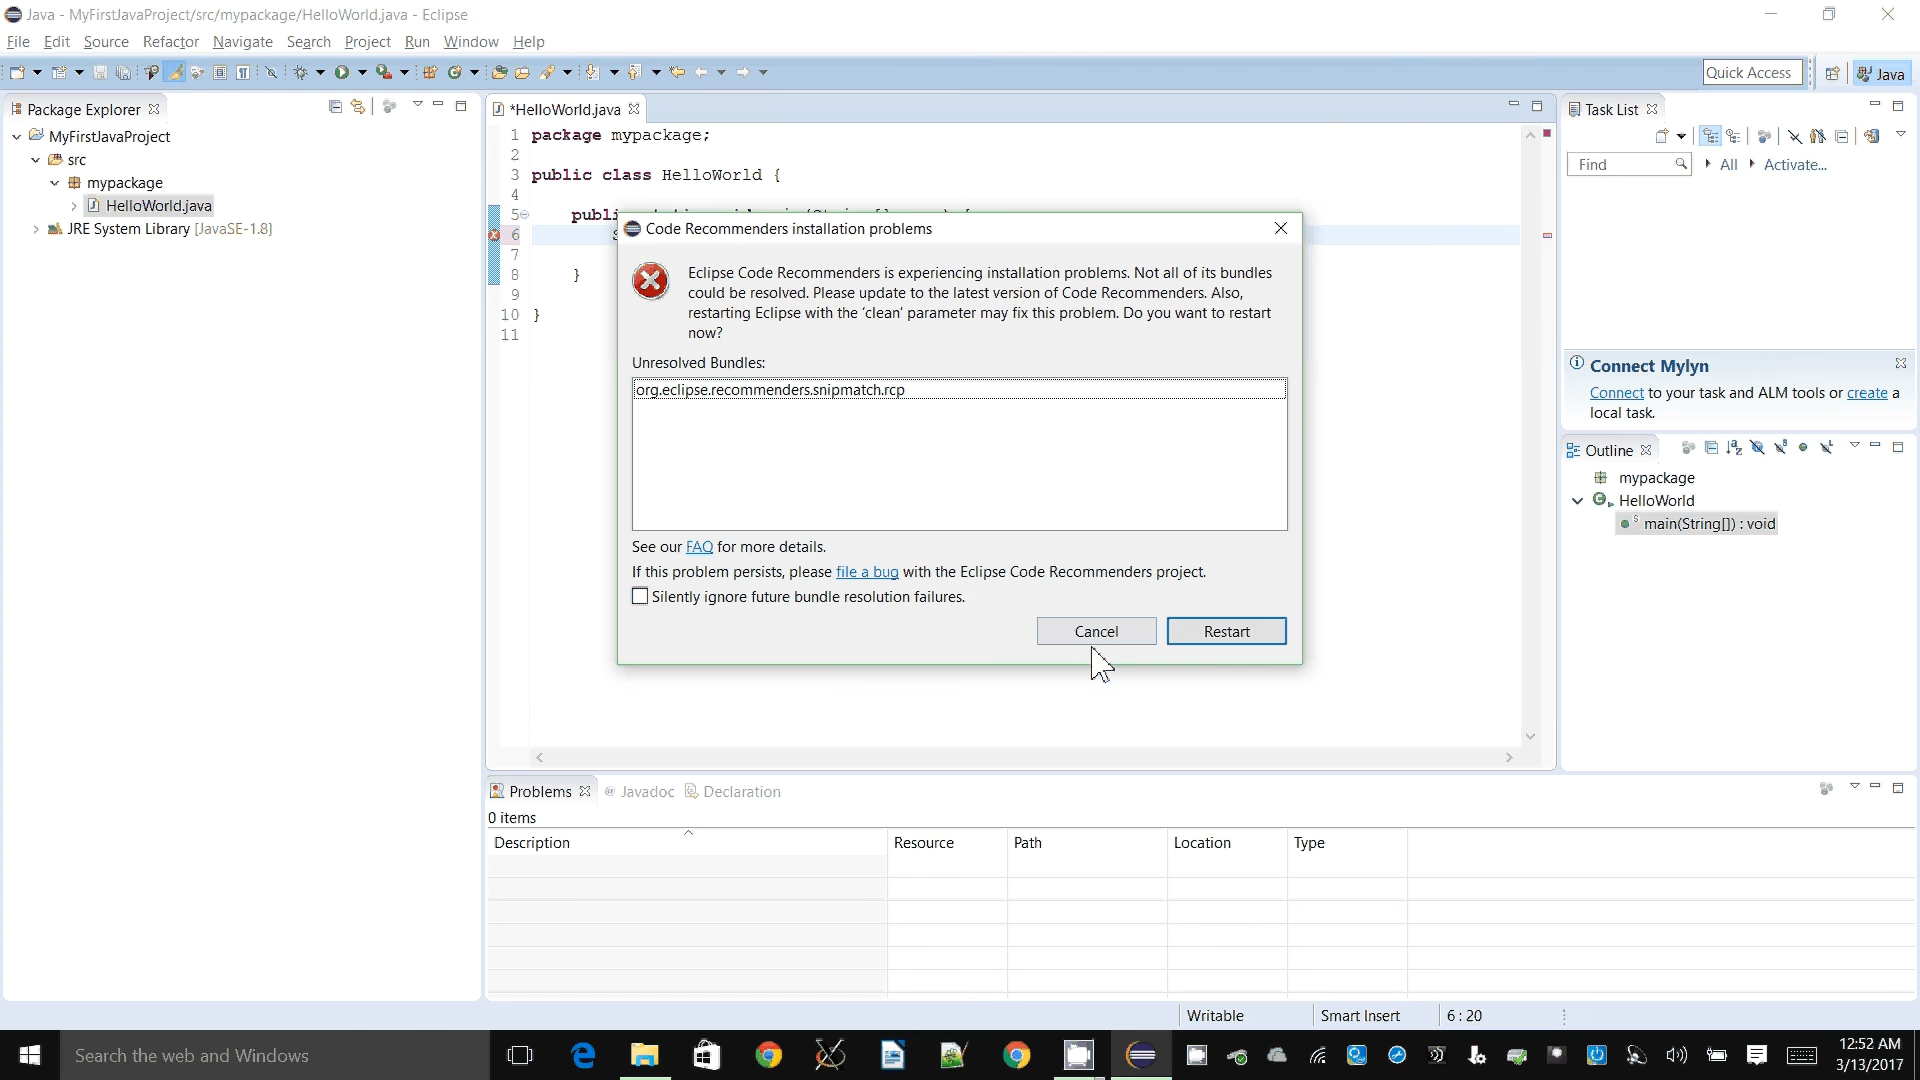 Java - MyFirstJavaProject/src/mypackage/HelloWorld.java - Eclipse
File Edit Source Refactor Navigate Search Project Run Window Help
Quick Access
Java
Package Explorer
MyFirstJavaProject
src
mypackage
HelloWorld.java
JRE System Library [JavaSE-1.8]
*HelloWorld.java
1 package mypackage;
2
3 public class HelloWorld {
4
5
6
7
8 }
9
10 }
11
Code Recommenders installation problems
Eclipse Code Recommenders is experiencing installation problems. Not all of its bundles
could be resolved. Please update to the latest version of Code Recommenders. Also,
restarting Eclipse with the 'clean' parameter may fix this problem. Do you want to restart
now?
Unresolved Bundles:
org.eclipse.recommenders.snipmatch.rcp
See our FAQ for more details.
If this problem persists, please file a bug with the Eclipse Code Recommenders project.
Silently ignore future bundle resolution failures.
Cancel Restart
Task List
Find All Activate...
Connect Mylyn
Connect to your task and ALM tools or create a
local task.
Outline
mypackage
HelloWorld
main(String[]) : void
Problems Javadoc Declaration
0 items
Description Resource Path Location Type
Writable Smart Insert 6 : 20
Search the web and Windows
12:52 AM
3/13/2017